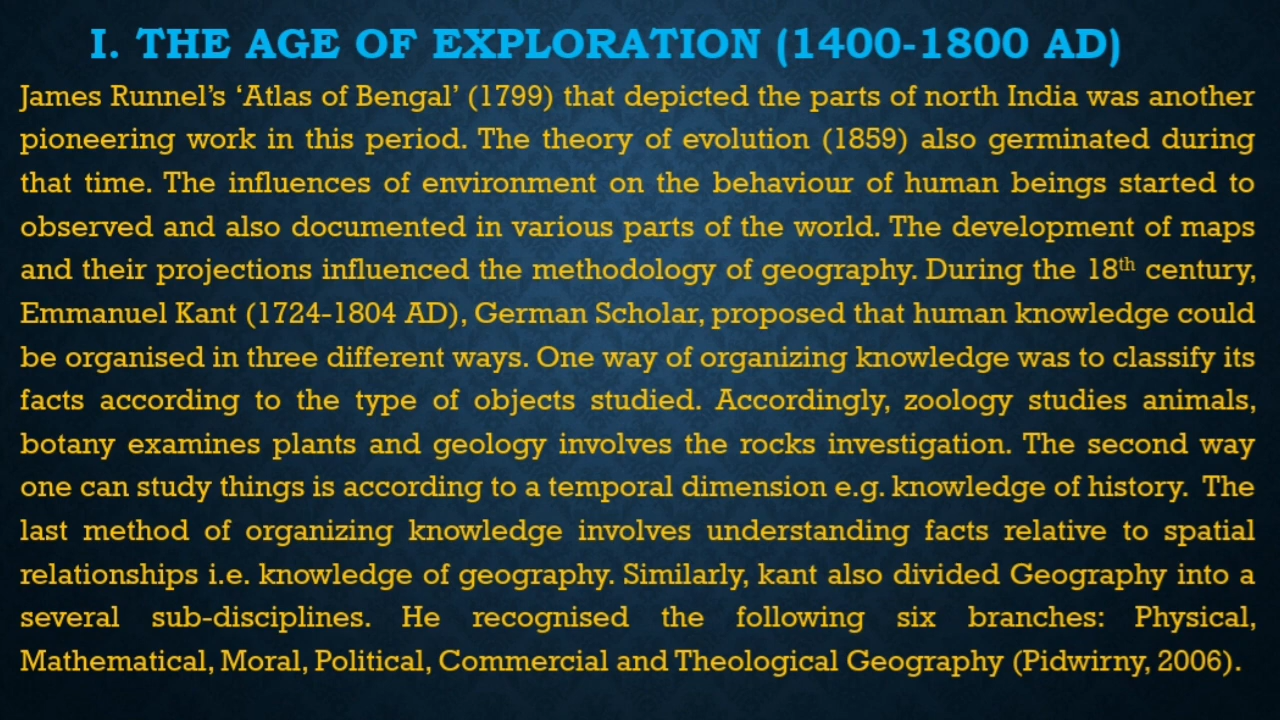 I. THE AGE OF EXPLORATION (1400-1800 AD)
James Runnel’s ‘Atlas of Bengal’ (1799) that depicted the parts of north India was another
pioneering work in this period. The theory of evolution (1859) also germinated during
that time. The influences of environment on the behaviour of human beings started to
observed and also documented in various parts of the world. The development of maps
and their projections influenced the methodology of geography. During the 18th century,
Emmanuel Kant (1724-1804 AD), German Scholar, proposed that human knowledge could
be organised in three different ways. One way of organizing knowledge was to classify its
facts according to the type of objects studied. Accordingly, zoology studies animals,
botany examines plants and geology involves the rocks investigation. The second way
one can study things is according to a temporal dimension e.g. knowledge of history. The
last method of organizing knowledge involves understanding facts relative to spatial
relationships i.e. knowledge of geography. Similarly, kant also divided Geography into a
several sub-disciplines. He recognised the following six branches: Physical,
Mathematical, Moral, Political, Commercial and Theological Geography (Pidwirny, 2006).